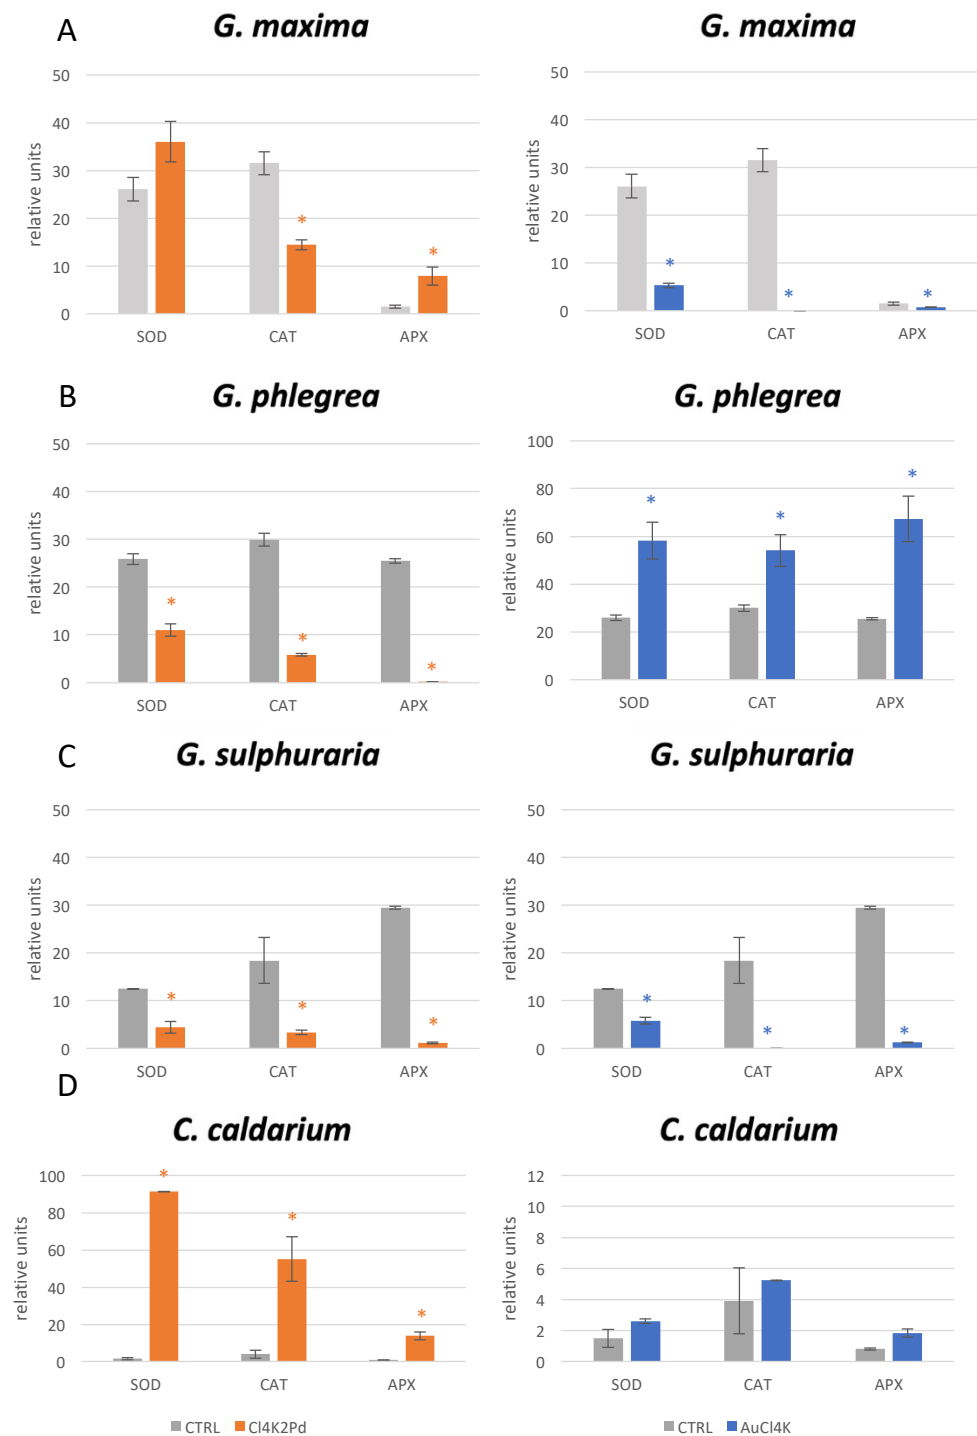 A
G. maxima
G. maxima
50
40
30
20
10
0
relative units
*
*
SOD
CAT
APX
50
40
30
20
10
0
relative units
*
*
*
SOD
CAT
APX
B
G. phlegrea
G. phlegrea
50
40
30
20
10
0
relative units
*
*
*
SOD
CAT
APX
100
80
60
40
20
0
relative units
*
*
*
SOD
CAT
APX
C
G. sulphuraria
G. sulphuraria
50
40
30
20
10
0
relative units
*
*
*
SOD
CAT
APX
50
40
30
20
10
0
relative units
*
*
*
SOD
CAT
APX
D
C. caldarium
C. caldarium
100
80
60
40
20
0
relative units
*
*
*
SOD
CAT
APX
12
10
8
6
4
2
0
relative units
SOD
CAT
APX
CTRL
Cl4K2Pd
CTRL
AuCl4K